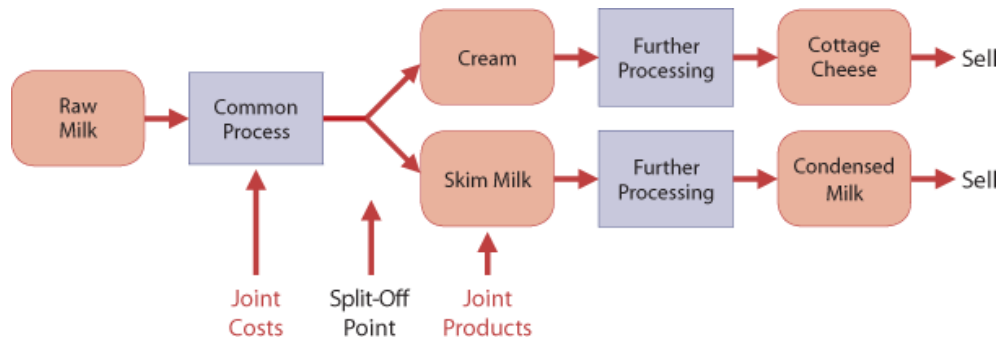 Raw
Milk
Common
Process
Cream
Further
Processing
Cottage
Cheese
Sell
Skim Milk
Further
Processing
Condensed
Milk
Sell
Joint
Costs
Split-Off
Point
Joint
Products